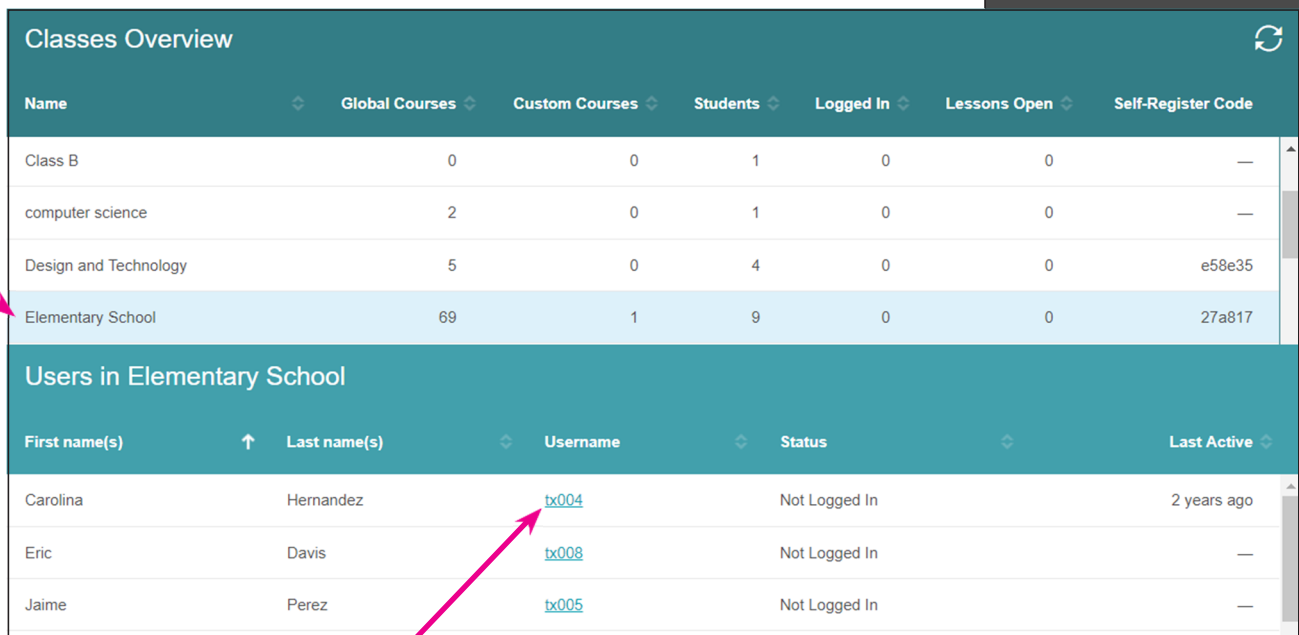 Classes Overview
Name Global Courses Custom Courses Students Logged In Lessons Open Self-Register Code
Class B 0 0 1 0 0 —
computer science 2 0 1 0 0 —
Design and Technology 5 0 4 0 0 e58e35
Elementary School 69 1 9 0 0 27a817
Users in Elementary School
First name(s) Last name(s) Username Status Last Active
Carolina Hernandez tx004 Not Logged In 2 years ago
Eric Davis tx008 Not Logged In —
Jaime Perez tx005 Not Logged In —